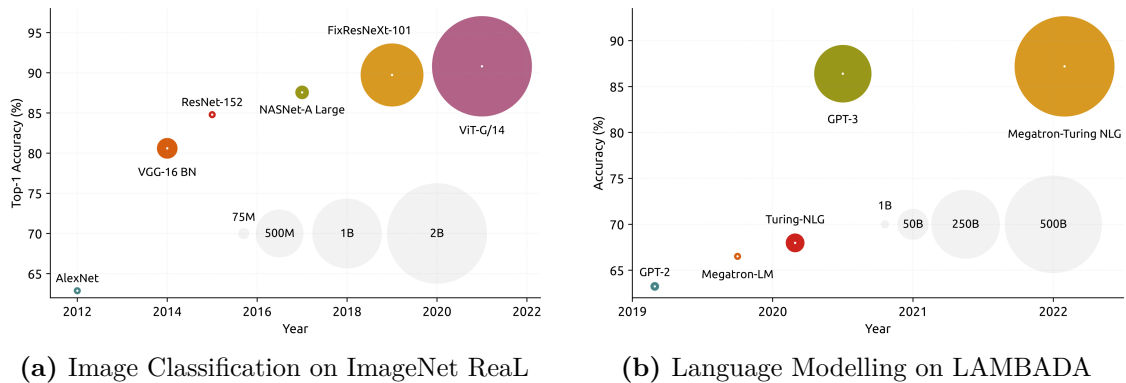 95
90
85
80
75
70
65
Top-1 Accuracy (%)
FixResNeXt-101
ResNet-152
NASNet-A Large
ViT-G/14
VGG-16 BN
75M
500M
1B
2B
AlexNet
2012
2014
2016
2018
2020
2022
Year
(a) Image Classification on ImageNet ReaL
90
85
80
75
70
65
Accuracy (%)
GPT-3
Megatron-Turing NLG
1B
50B
250B
500B
Turing-NLG
GPT-2
Megatron-LM
2019
2020
2021
2022
Year
(b) Language Modelling on LAMBADA